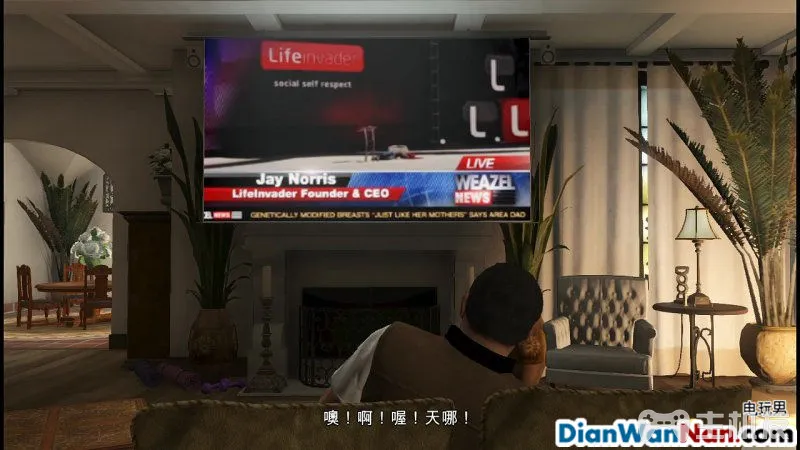 Lifeinvader
social self respect
L
L L
LIVE
Jay Norris
LifeInvader Founder & CEO
WEAZEL
NEWS
NEWS
GENETICALLY MODIFIED BREASTS "JUST LIKE HER MOTHERS" SAYS AREA DAD
噢！啊！喔！天哪！
电玩男
DianWanNan.com